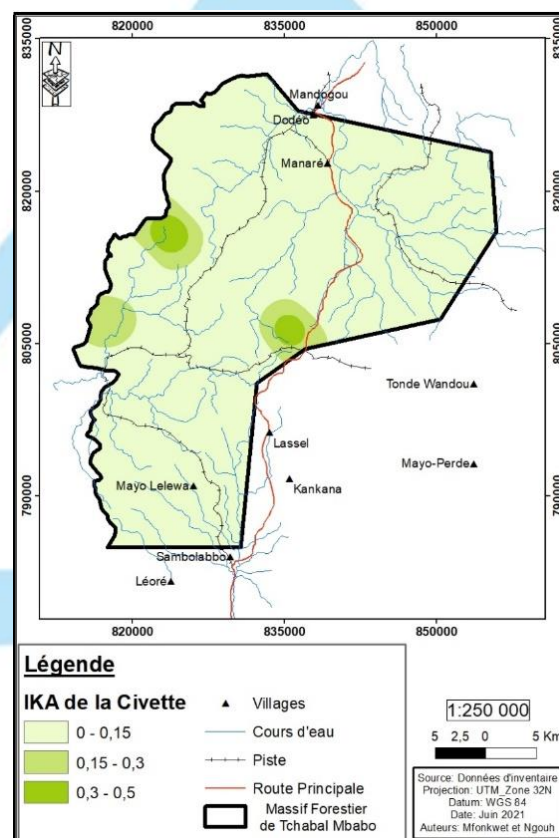 820000 835000 850000
835000 835000
N
Mandogou
Dodéo
Manaré
820000 820000
805000 805000
Tonde Wandou
Lassel
Mayo-Perde
Mayo Lelewa
Kankana
790000 790000
Sambolabbo
Léoré
820000 835000 850000
Légende
IKA de la Civette
0 - 0,15
0,15 - 0,3
0,3 - 0,5
Villages
Cours d'eau
Piste
Route Principale
Massif Forestier
de Tchabal Mbabo
1:250 000
5 2,5 0 5 Km
Source: Données d'inventaire
Projection: UTM_Zone 32N
Datum: WGS 84
Date: Juin 2021
Auteurs: Mfonkwet et Ngouh